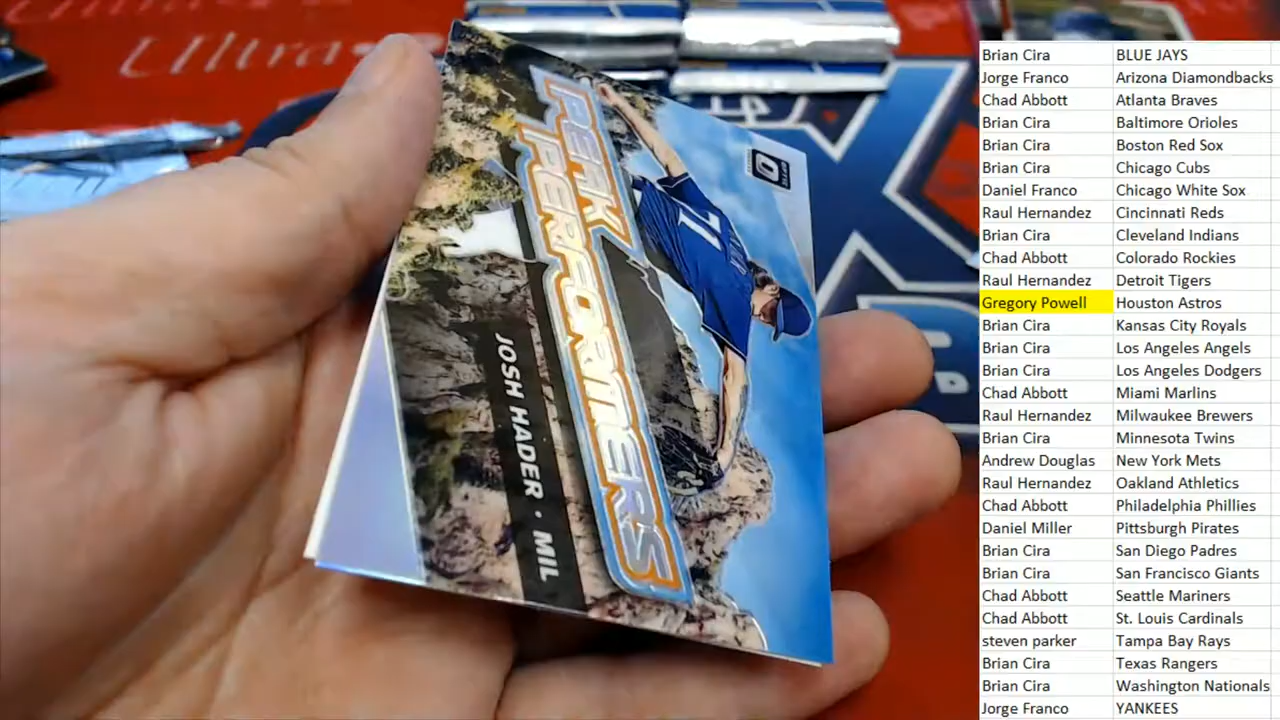 Ultra
PEAK
PERFORMERS
JOSH HADER · MIL
71
OPTIC
Brian Cira BLUE JAYS
Jorge Franco Arizona Diamondbacks
Chad Abbott Atlanta Braves
Brian Cira Baltimore Orioles
Brian Cira Boston Red Sox
Brian Cira Chicago Cubs
Daniel Franco Chicago White Sox
Raul Hernandez Cincinnati Reds
Brian Cira Cleveland Indians
Chad Abbott Colorado Rockies
Raul Hernandez Detroit Tigers
Gregory Powell Houston Astros
Brian Cira Kansas City Royals
Brian Cira Los Angeles Angels
Brian Cira Los Angeles Dodgers
Chad Abbott Miami Marlins
Raul Hernandez Milwaukee Brewers
Brian Cira Minnesota Twins
Andrew Douglas New York Mets
Raul Hernandez Oakland Athletics
Chad Abbott Philadelphia Phillies
Daniel Miller Pittsburgh Pirates
Brian Cira San Diego Padres
Brian Cira San Francisco Giants
Chad Abbott Seattle Mariners
Chad Abbott St. Louis Cardinals
steven parker Tampa Bay Rays
Brian Cira Texas Rangers
Brian Cira Washington Nationals
Jorge Franco YANKEES